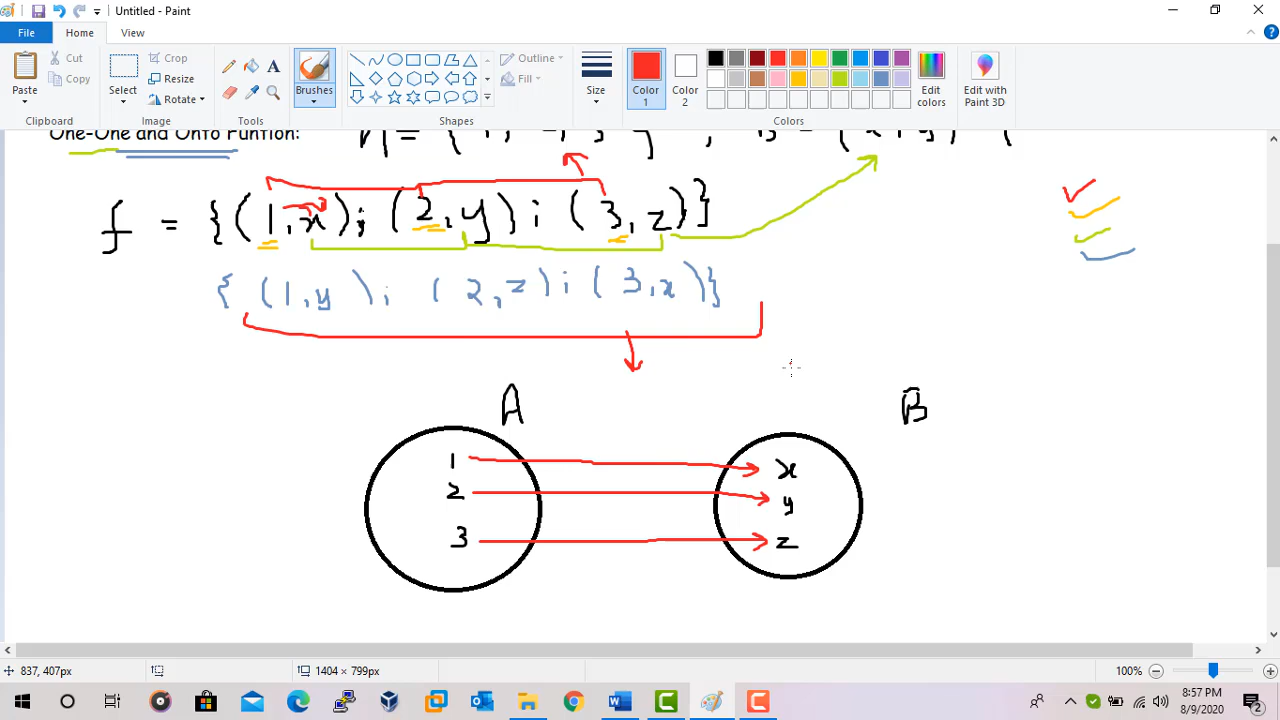 Untitled - Paint
File Home View
Paste Cut Copy Select Crop Resize Rotate Brushes Outline Fill Size Color 1 Color 2 Edit colors Edit with Paint 3D
Clipboard Image Tools Shapes Colors
One-One and Onto Funtion:
f = {(1,x); (2,y); (3,z)}
{(1,y); (2,z); (3,x)}
A B
1 x
2 y
3 z
837, 407px 1404 × 799px 100%
8:57 PM
8/9/2020
2